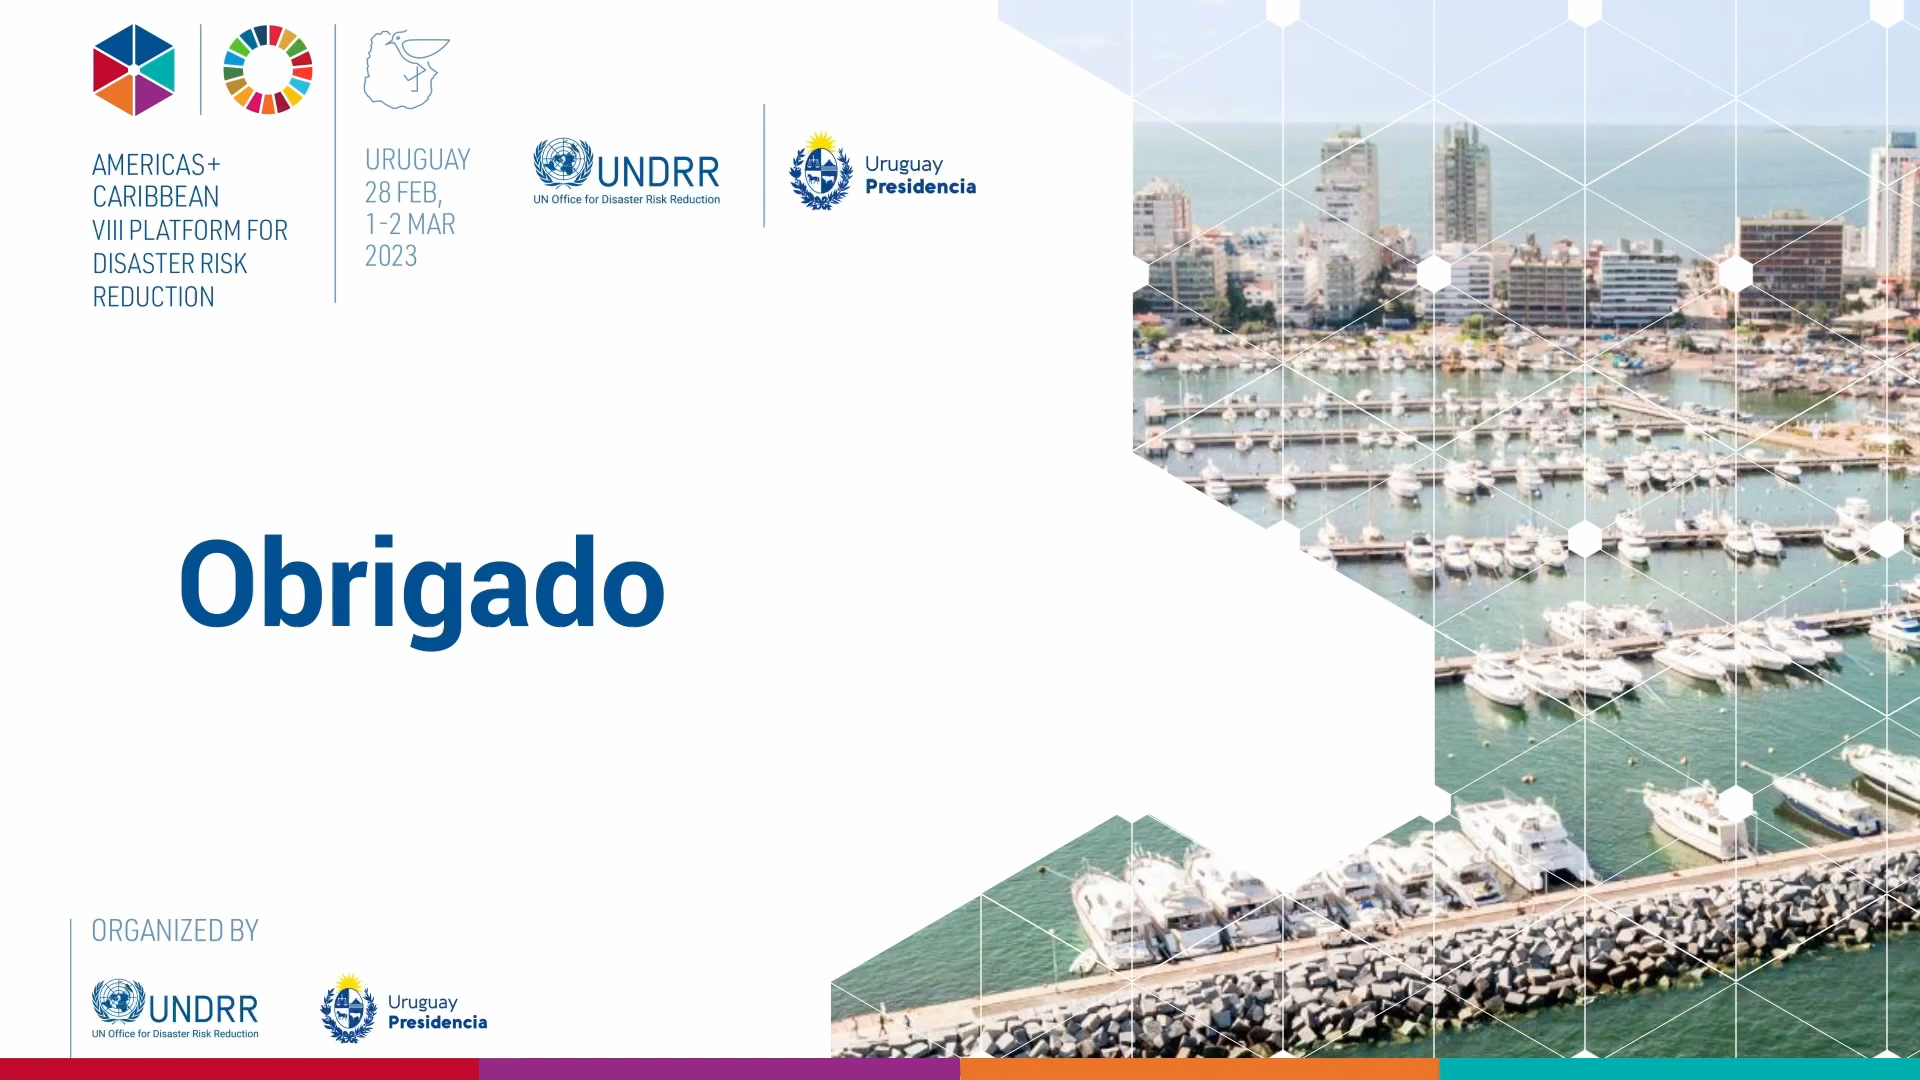 AMERICAS+
CARIBBEAN
VIII PLATFORM FOR
DISASTER RISK
REDUCTION
URUGUAY
28 FEB,
1-2 MAR
2023
UNDRR
UN Office for Disaster Risk Reduction
Uruguay
Presidencia
Obrigado
ORGANIZED BY
UNDRR
UN Office for Disaster Risk Reduction
Uruguay
Presidencia